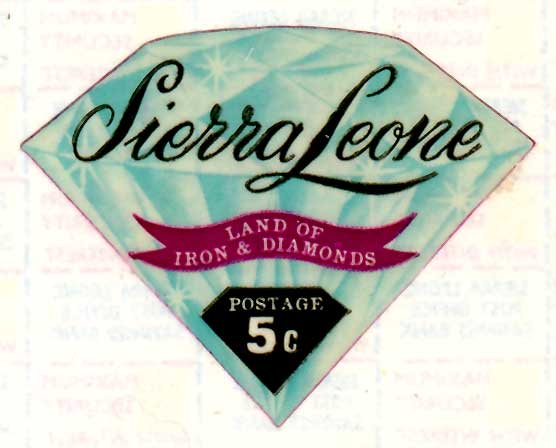 Sierra Leone
LAND OF
IRON & DIAMONDS
POSTAGE
5c